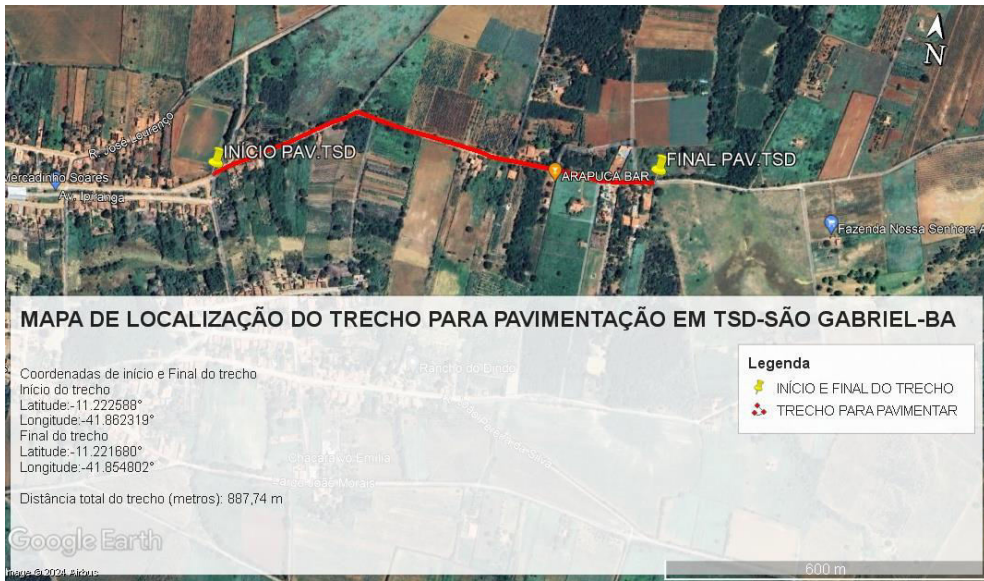 N
R. José Lourenço
INÍCIO PAV.TSD
FINAL PAV.TSD
Mercadinho Soares
ARAPUCA BAR
Av. Ipiranga
Fazenda Nossa Senhora A
MAPA DE LOCALIZAÇÃO DO TRECHO PARA PAVIMENTAÇÃO EM TSD-SÃO GABRIEL-BA
Coordenadas de início e Final do trecho
Início do trecho
Latitude:-11.222588°
Longitude:-41.862319°
Final do trecho
Latitude:-11.221680°
Longitude:-41.854802°
Distância total do trecho (metros): 887,74 m
Legenda
INÍCIO E FINAL DO TRECHO
TRECHO PARA PAVIMENTAR
Rancho do Dinde
Google Earth
Image © 2024 Airbus
600 m